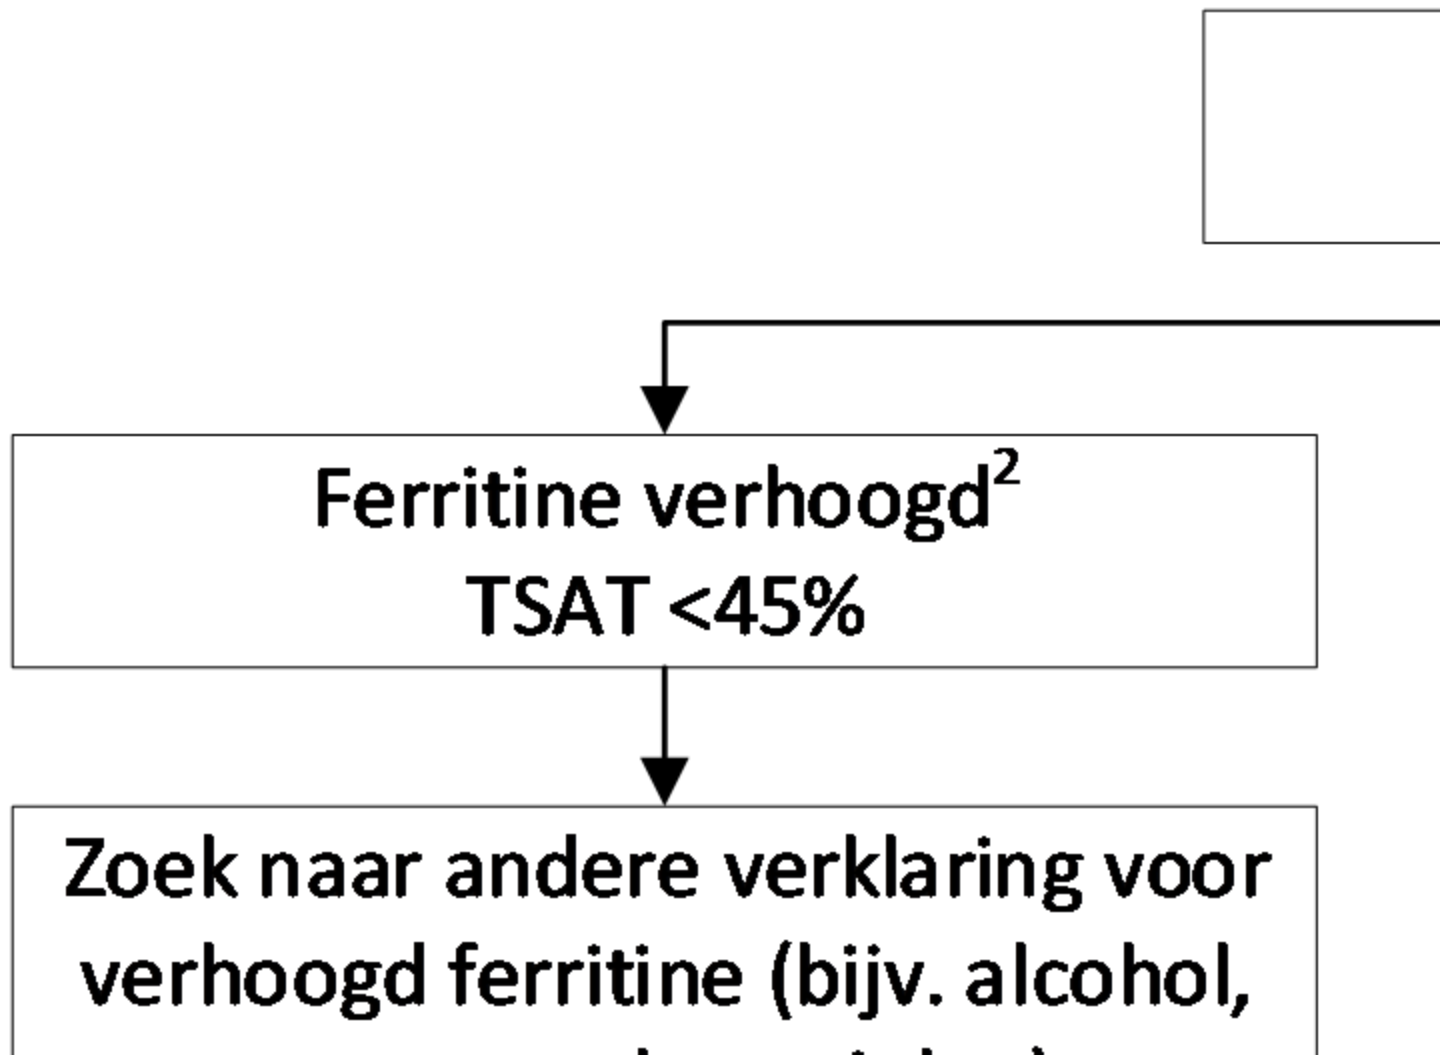 Ferritine verhoogd²
TSAT <45%
Zoek naar andere verklaring voor
verhoogd ferritine (bijv. alcohol,